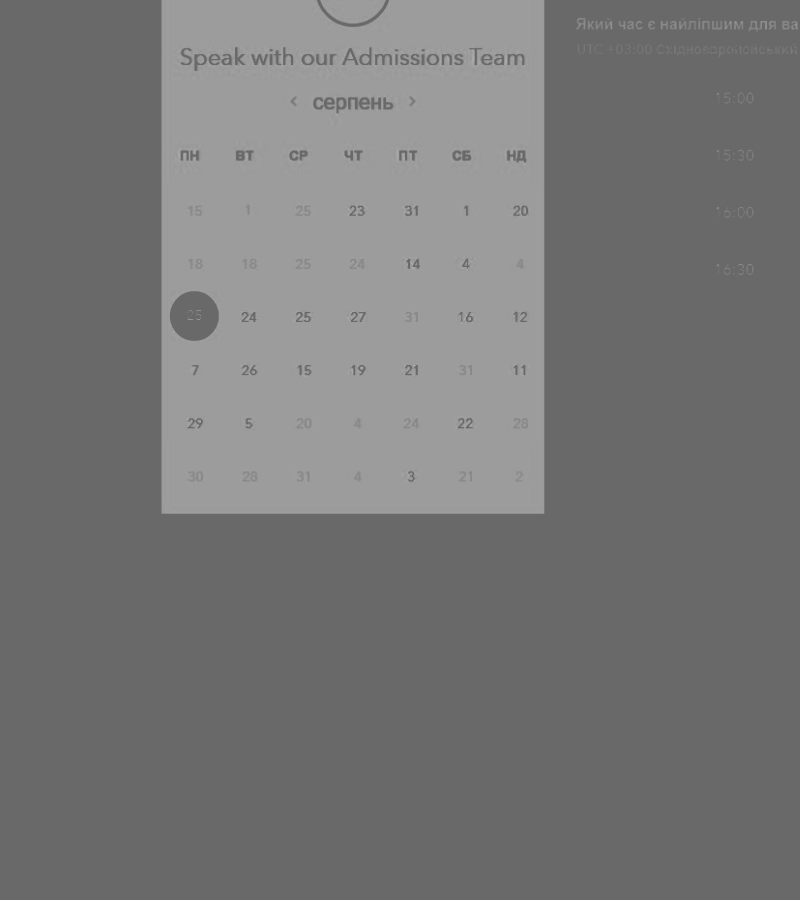 Speak with our Admissions Team
‹ серпень ›
ПН ВТ СР ЧТ ПТ СБ НД
15 1 25 23 31 1 20
18 18 25 24 14 4 4
25 24 25 27 31 16 12
7 26 15 19 21 31 11
29 5 20 4 24 22 28
30 28 31 4 3 21 2
Який час є найліпшим для ва
UTC +03:00 Східноєвропейський
15:00
15:30
16:00
16:30